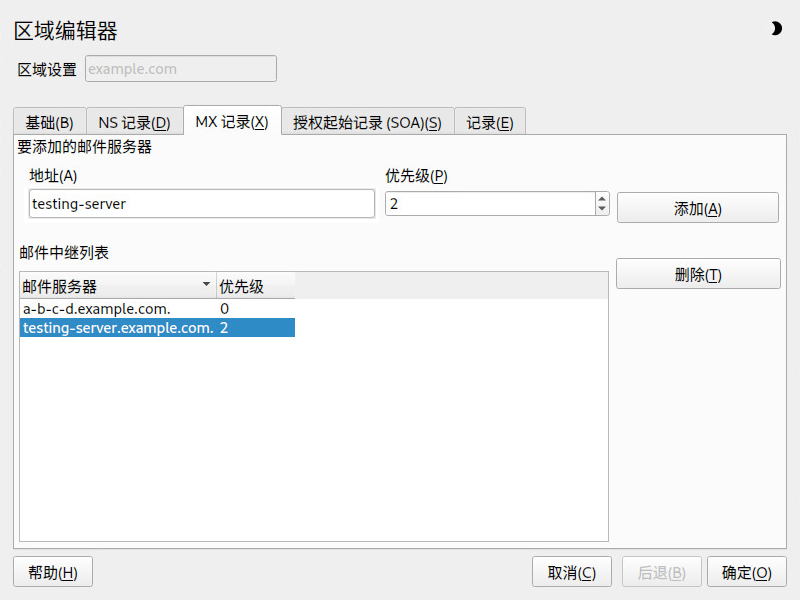 区域编辑器
区域设置 example.com
基础(B) NS 记录(D) MX 记录(X) 授权起始记录 (SOA)(S) 记录(E)
要添加的邮件服务器
地址(A) 优先级(P)
testing-server 2 添加(A)
邮件中继列表
删除(T)
邮件服务器 优先级
a-b-c-d.example.com. 0
testing-server.example.com. 2
帮助(H) 取消(C) 后退(B) 确定(O)